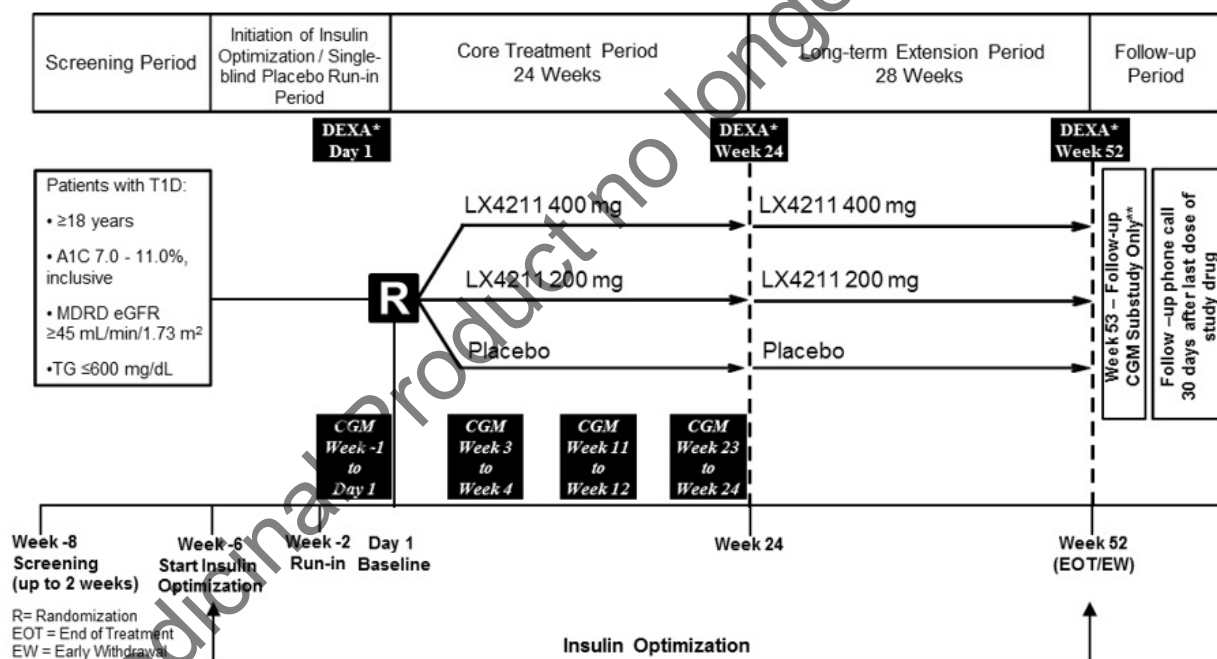 Screening Period
Initiation of Insulin
Optimization / Single-
blind Placebo Run-in
Period
Core Treatment Period
24 Weeks
Long-term Extension Period
28 Weeks
Follow-up
Period
DEXA*
Day 1
DEXA*
Week 24
DEXA*
Week 52
Patients with T1D:
• ≥18 years
• A1C 7.0 - 11.0%,
inclusive
• MDRD eGFR
≥45 mL/min/1.73 m²
•TG ≤600 mg/dL
R
LX4211 400 mg
LX4211 400 mg
LX4211 200 mg
LX4211 200 mg
Placebo
Placebo
Week 53 – Follow-up
CGM Substudy Only**
Follow –up phone call
30 days after last dose of
study drug
CGM
Week -1
to
Day 1
CGM
Week 3
to
Week 4
CGM
Week 11
to
Week 12
CGM
Week 23
to
Week 24
Week -8
Screening
(up to 2 weeks)
Week -6
Start Insulin
Optimization
Week -2
Run-in
Day 1
Baseline
Week 24
Week 52
(EOT/EW)
R= Randomization
EOT = End of Treatment
EW = Early Withdrawal
Insulin Optimization
Medicinal Product no longer